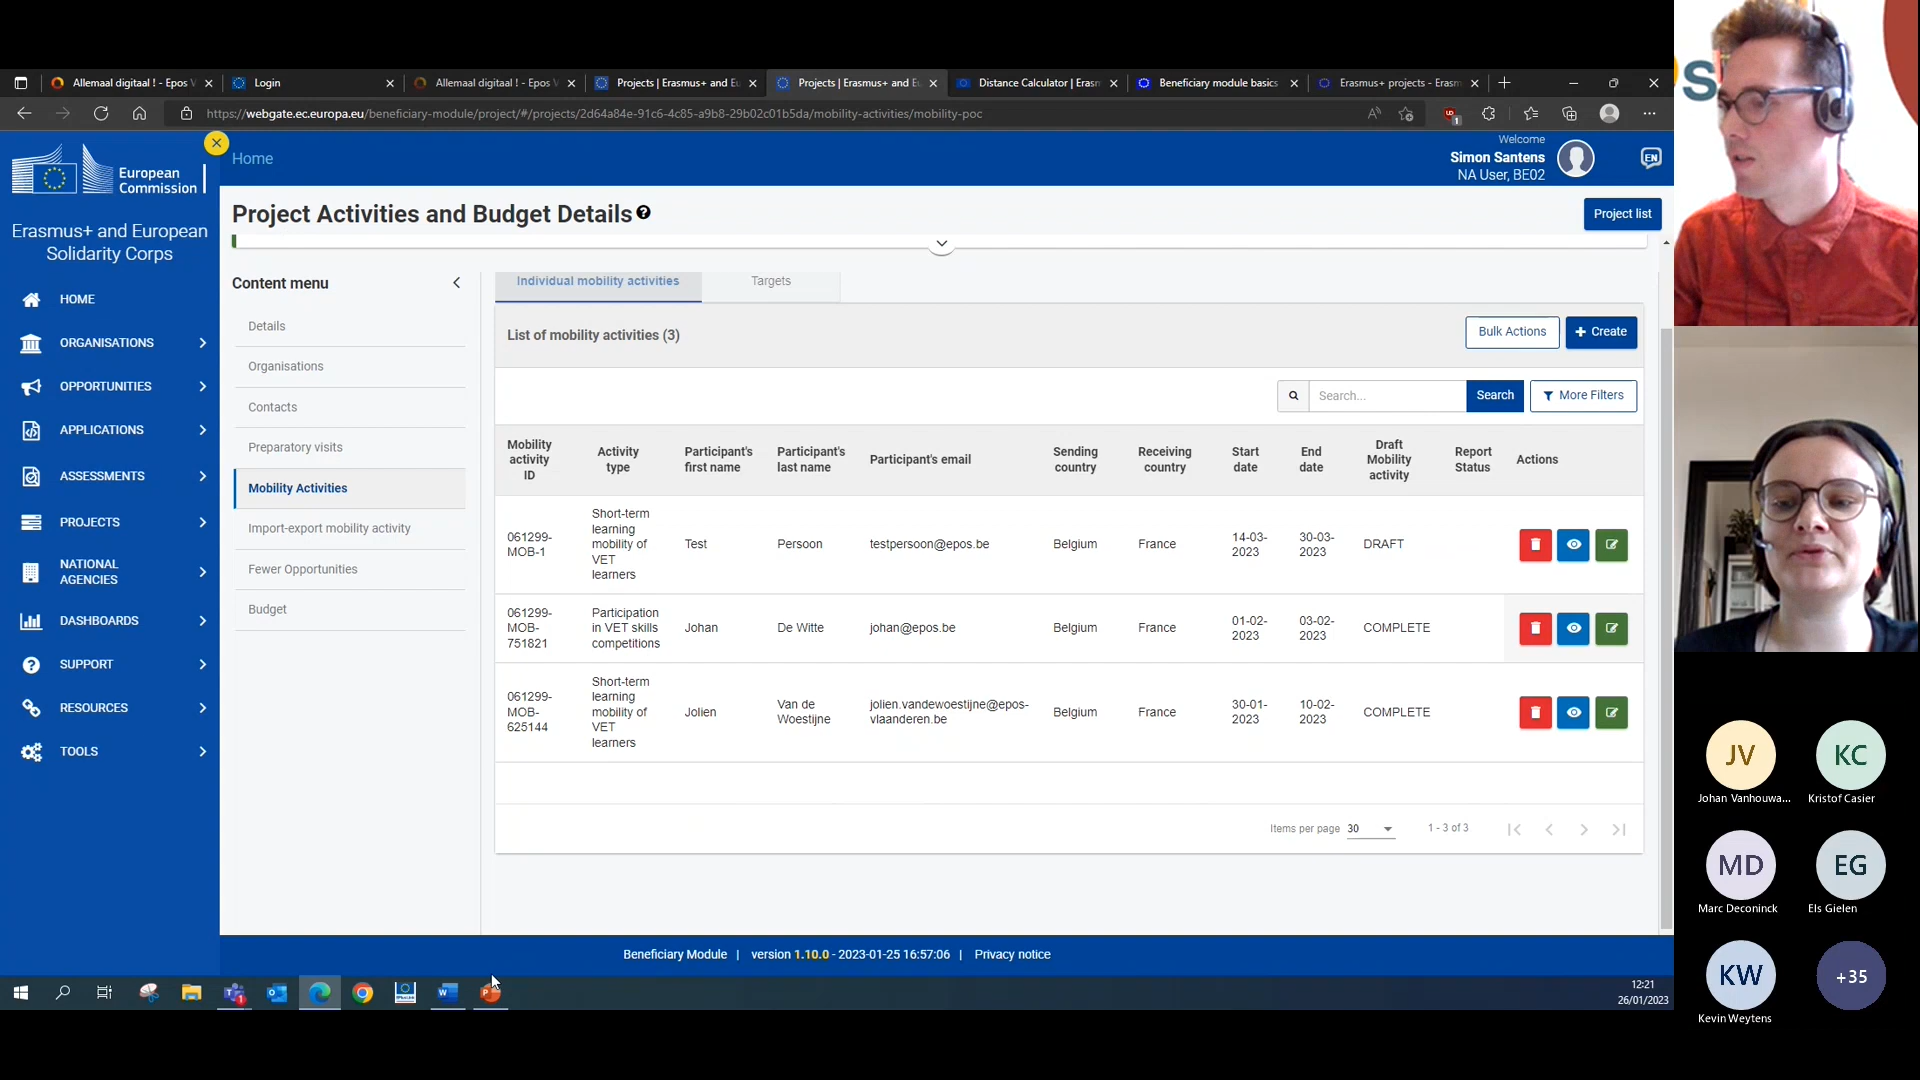 Allemaal digitaal ! - Epos V
Login
Allemaal digitaal ! - Epos V
Projects | Erasmus+ and Eu
Projects | Erasmus+ and Eu
Distance Calculator | Erasm
Beneficiary module basics
Erasmus+ projects - Erasm
https://webgate.ec.europa.eu/beneficiary-module/project/#/projects/2d64a84e-91c6-4c85-a9b8-29b02c01b5da/mobility-activities/mobility-poc
European
Commission
Home
Welcome
Simon Santens
NA User, BE02
EN
Erasmus+ and European
Solidarity Corps
HOME
ORGANISATIONS
OPPORTUNITIES
APPLICATIONS
ASSESSMENTS
PROJECTS
NATIONAL
AGENCIES
DASHBOARDS
SUPPORT
RESOURCES
TOOLS
Project Activities and Budget Details
Project list
Content menu
Details
Organisations
Contacts
Preparatory visits
Mobility Activities
Import-export mobility activity
Fewer Opportunities
Budget
Individual mobility activities
Targets
List of mobility activities (3)
Bulk Actions
+ Create
Search...
Search
More Filters
Mobility activity ID
Activity type
Participant's first name
Participant's last name
Participant's email
Sending country
Receiving country
Start date
End date
Draft Mobility activity
Report Status
Actions
061299-MOB-1
Short-term learning mobility of VET learners
Test
Persoon
testpersoon@epos.be
Belgium
France
14-03-2023
30-03-2023
DRAFT
061299-MOB-751821
Participation in VET skills competitions
Johan
De Witte
johan@epos.be
Belgium
France
01-02-2023
03-02-2023
COMPLETE
061299-MOB-625144
Short-term learning mobility of VET learners
Jolien
Van de Woestijne
jolien.vandewoestijne@epos-vlaanderen.be
Belgium
France
30-01-2023
10-02-2023
COMPLETE
Items per page 30
1 - 3 of 3
Beneficiary Module | version 1.10.0 - 2023-01-25 16:57:06 | Privacy notice
12:21
26/01/2023
JV
Johan Vanhouwa...
KC
Kristof Casier
MD
Marc Deconinck
EG
Els Gielen
KW
Kevin Weytens
+35